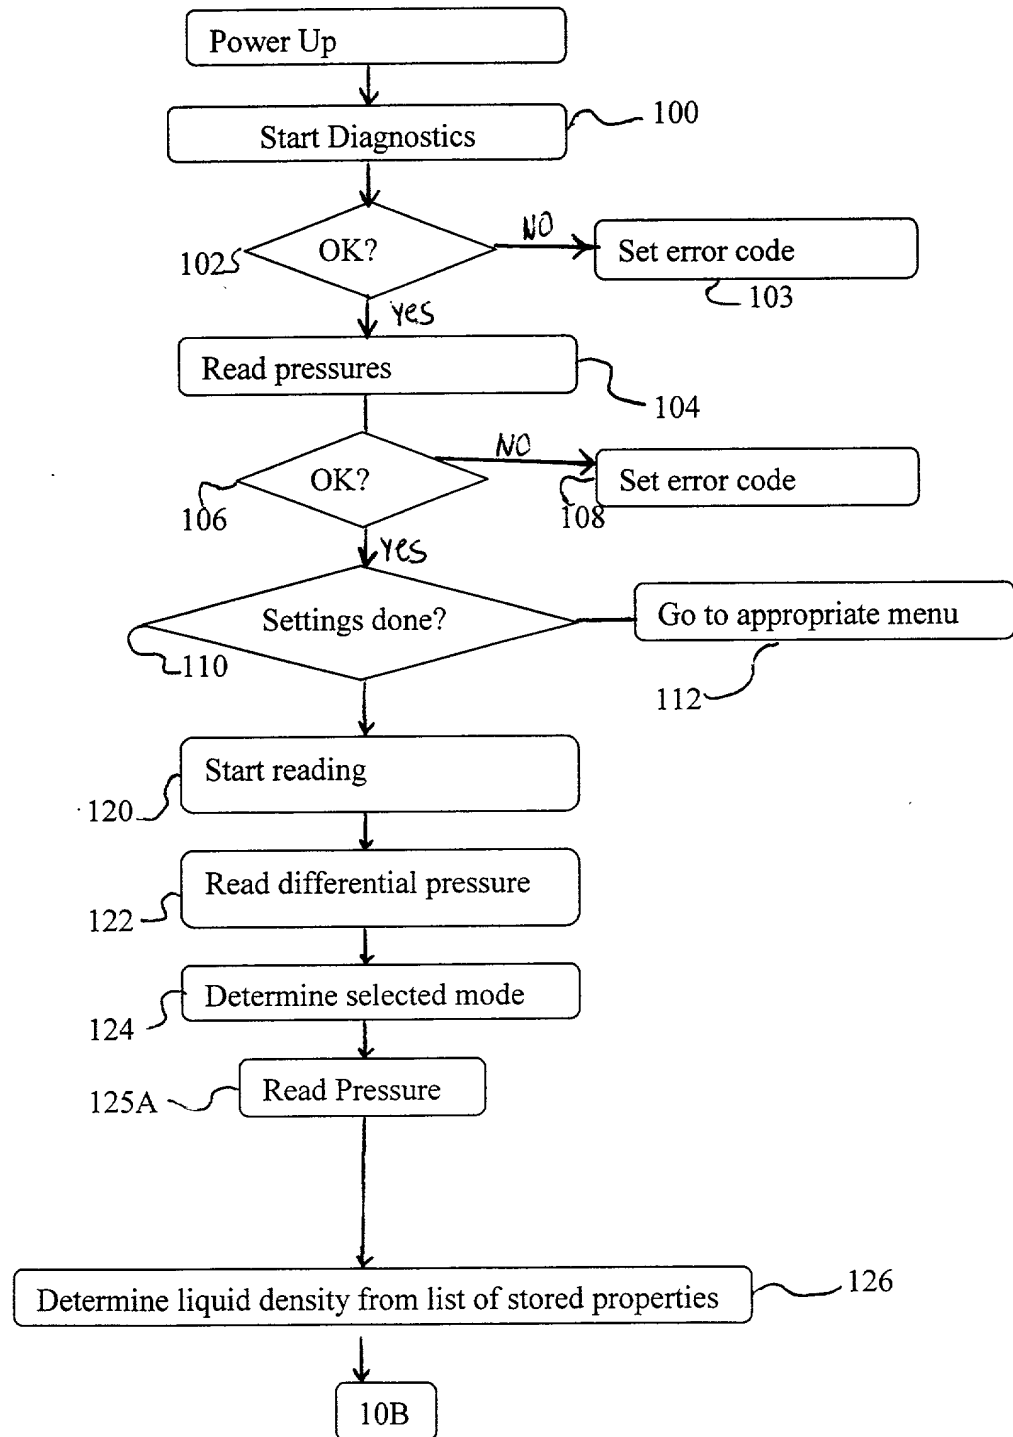 Power Up
Start Diagnostics
100
OK?
102
NO
Set error code
103
Yes
Read pressures
104
OK?
106
NO
Set error code
108
Yes
Settings done?
110
Go to appropriate menu
112
Start reading
120
Read differential pressure
122
Determine selected mode
124
Read Pressure
125A
Determine liquid density from list of stored properties
126
10B